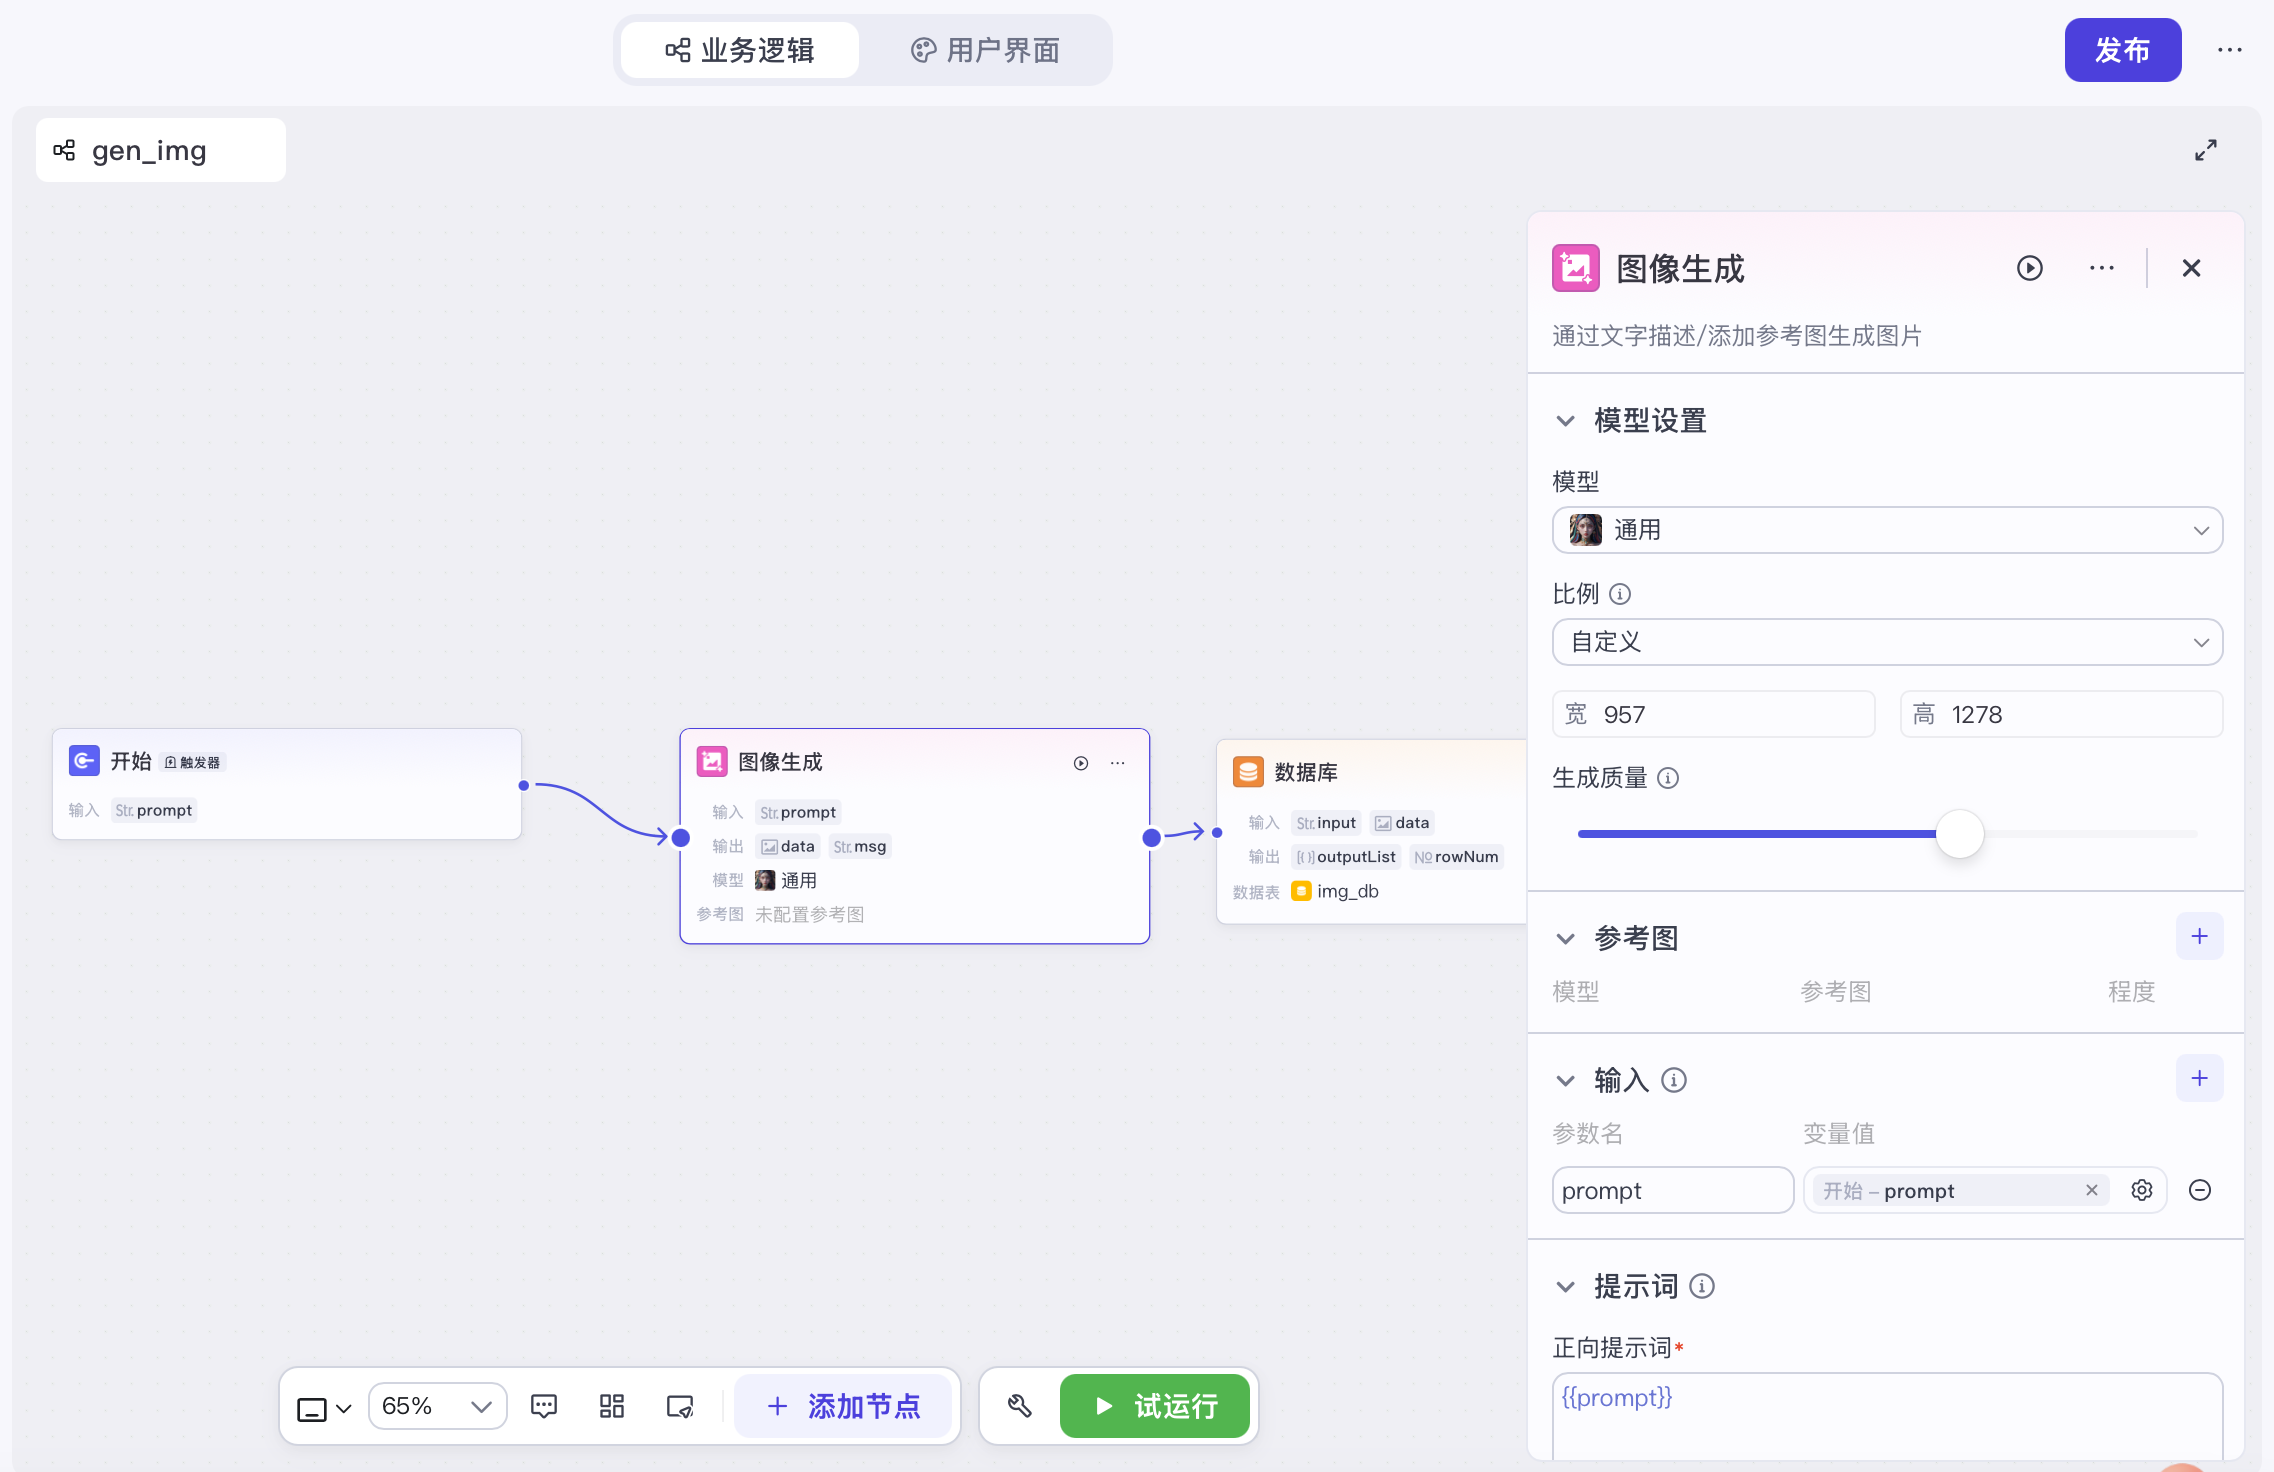 业务逻辑
用户界面
发布
gen_img
开始 触发器
输入 Str. prompt
图像生成
输入 Str. prompt
输出 data Str. msg
模型 通用
参考图 未配置参考图
数据库
输入 Str. input data
输出 [( )] outputList No rowNum
数据表 img_db
65%
添加节点
试运行
图像生成
通过文字描述/添加参考图生成图片
模型设置
模型
通用
比例
自定义
宽 957 高 1278
生成质量
参考图
模型 参考图 程度
输入
参数名 变量值
prompt 开始 – prompt
提示词
正向提示词*
{{prompt}}